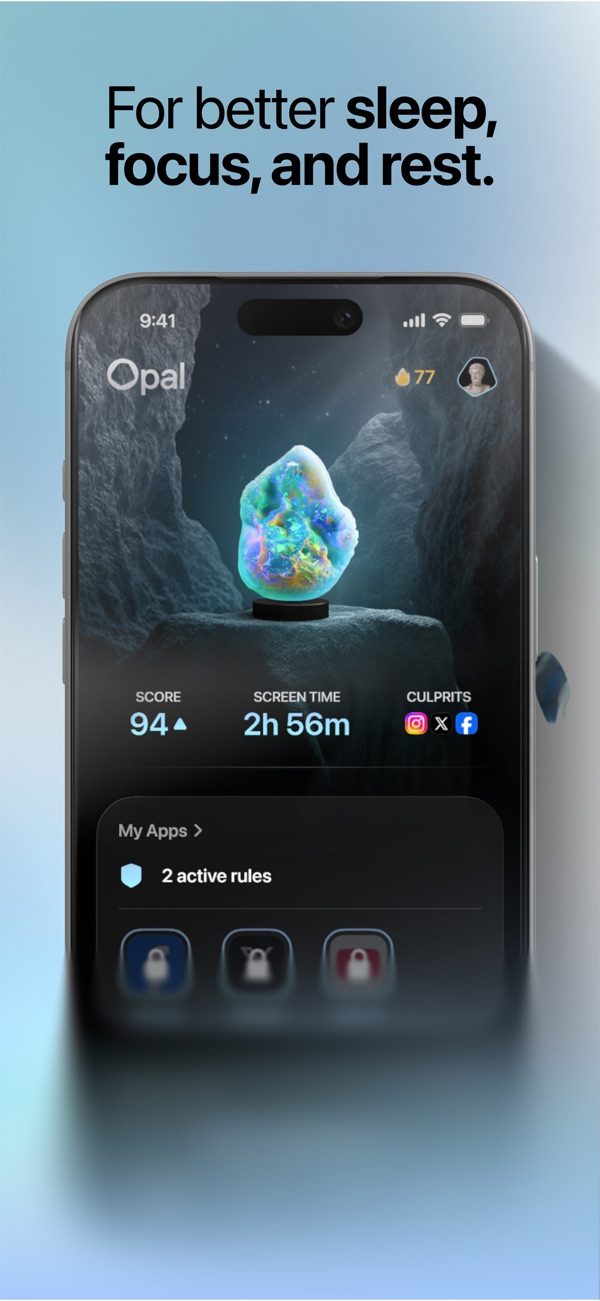 For better sleep,
focus, and rest.
9:41
Opal
77
SCORE
SCREEN TIME
CULPRITS
94
2h 56m
My Apps
2 active rules